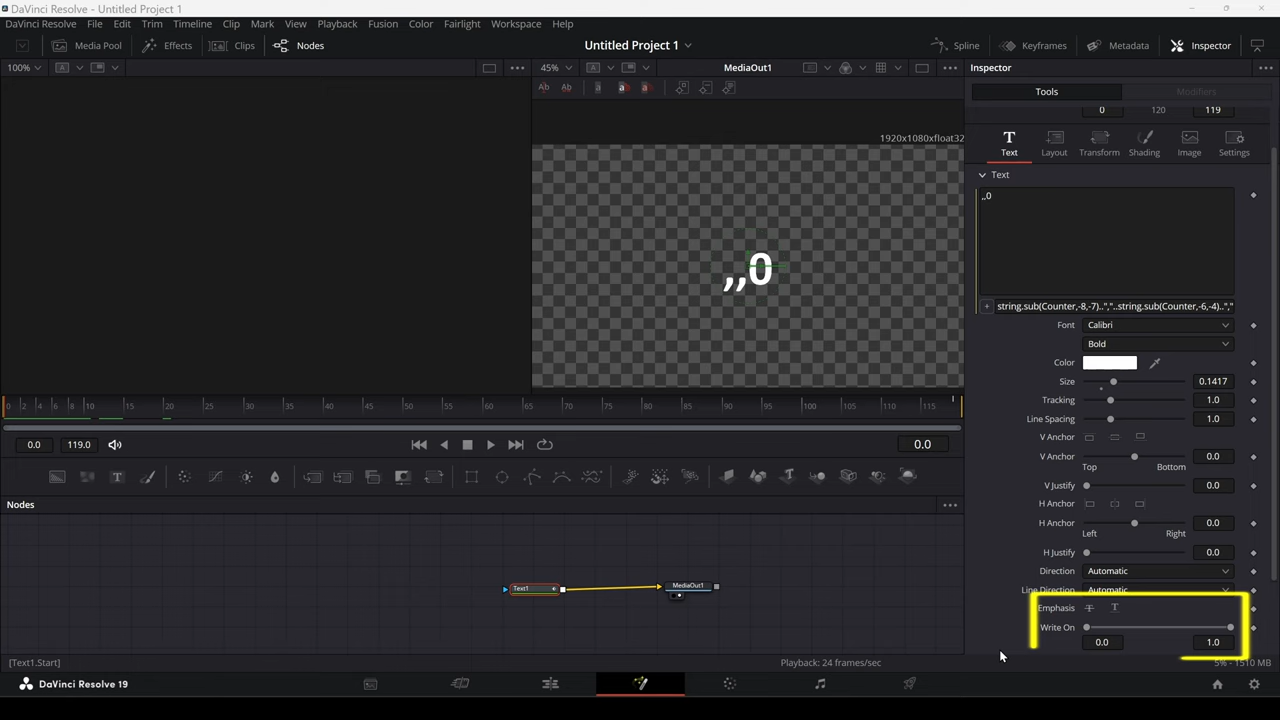 DaVinci Resolve - Untitled Project 1
DaVinci Resolve File Edit Trim Timeline Clip Mark View Playback Fusion Color Fairlight Workspace Help
Media Pool Effects Clips Nodes Untitled Project 1 Spline Keyframes Metadata Inspector
100% 45% MediaOut1 Inspector
Tools Modifiers
0 120 119
1920x1080xfloat32
Text Layout Transform Shading Image Settings
Text
,,0
,,0
string.sub(Counter,-8,-7)..","..string.sub(Counter,-6,-4)..","
Font Calibri
Bold
Color
Size 0.1417
Tracking 1.0
Line Spacing 1.0
V Anchor
V Anchor 0.0
Top Bottom
V Justify 0.0
H Anchor
H Anchor 0.0
Left Right
H Justify 0.0
Direction Automatic
Line Direction Automatic
Emphasis T T
Write On
0.0 1.0
0 2 4 6 8 10 15 20 25 30 35 40 45 50 55 60 65 70 75 80 85 90 95 100 105 110 115
0.0 119.0 0.0
Nodes
Text1 MediaOut1
[Text1.Start] Playback: 24 frames/sec 5% - 1510 MB
DaVinci Resolve 19